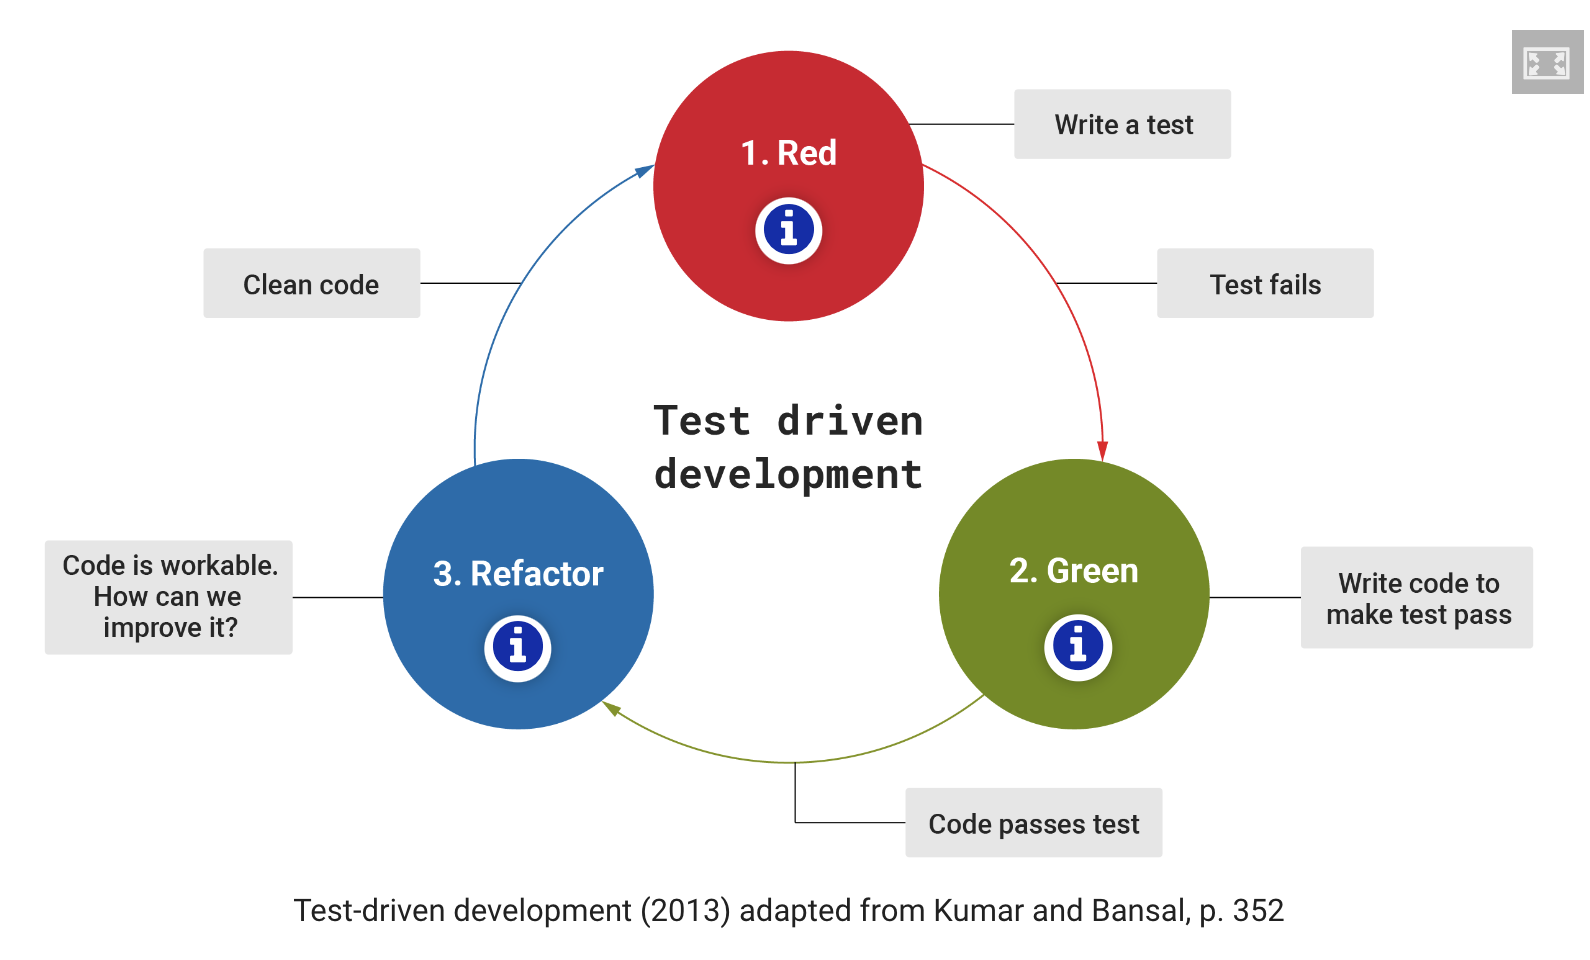 1. Red
Write a test
Clean code
Test fails
Test driven
development
3. Refactor
2. Green
Code is workable.
How can we
improve it?
Write code to
make test pass
Code passes test
Test-driven development (2013) adapted from Kumar and Bansal, p. 352